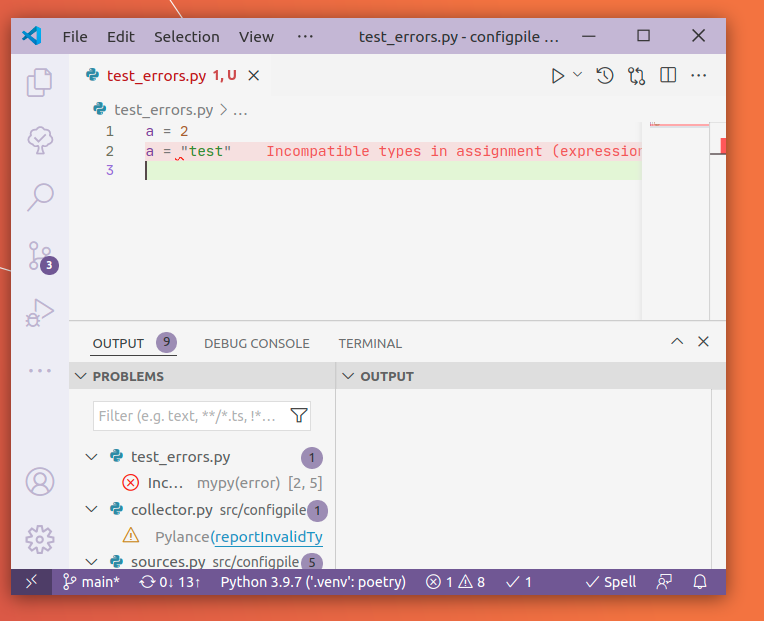 File Edit Selection View ··· test_errors.py - configpile ...
test_errors.py 1, U
test_errors.py > ...
1 a = 2
2 a = "test" Incompatible types in assignment (expression
3
OUTPUT 9 DEBUG CONSOLE TERMINAL
PROBLEMS
OUTPUT
Filter (e.g. text, **/*.ts, !*...
test_errors.py 1
Inc... mypy(error) [2, 5]
collector.py src/configpile 1
Pylance(reportInvalidTy
sources.py src/configpile 5
3
main* 0↓ 13↑ Python 3.9.7 ('.venv': poetry) 1 8 1 Spell